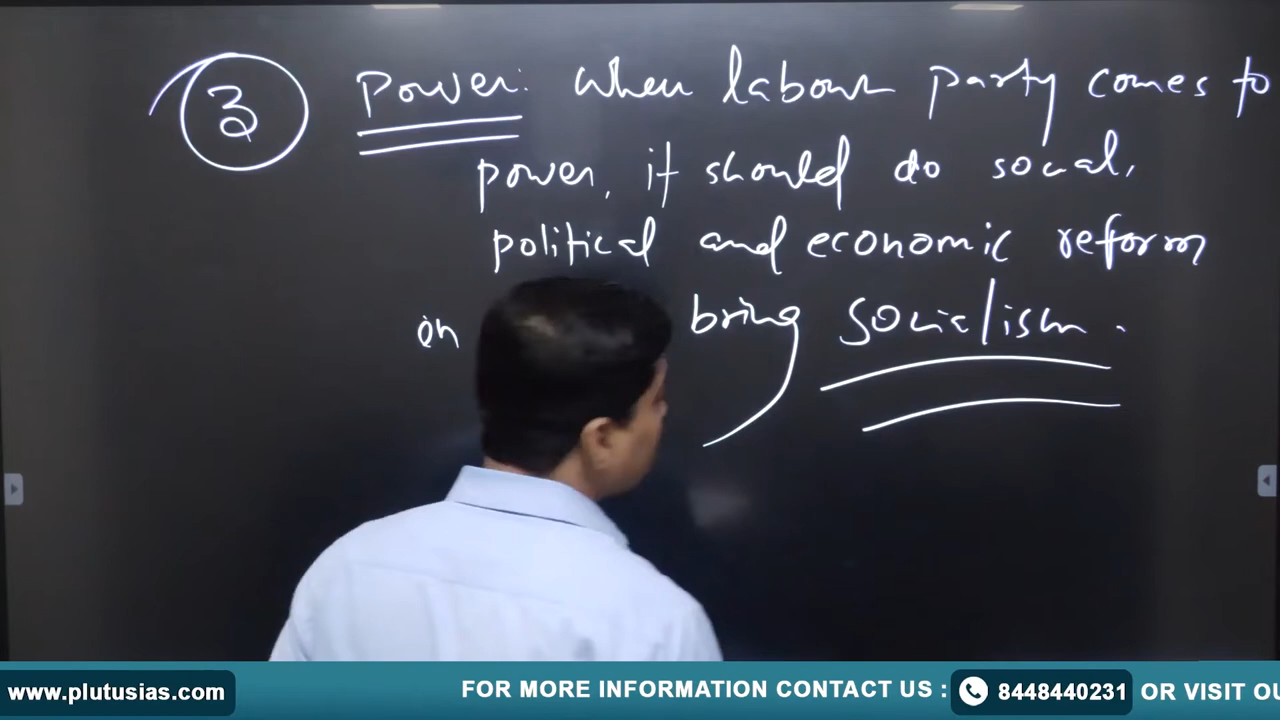 3 Power: When labour party comes to
power, it should do social,
political and economic reform
on bring socialism.
www.plutusias.com
FOR MORE INFORMATION CONTACT US : 8448440231 OR VISIT OU